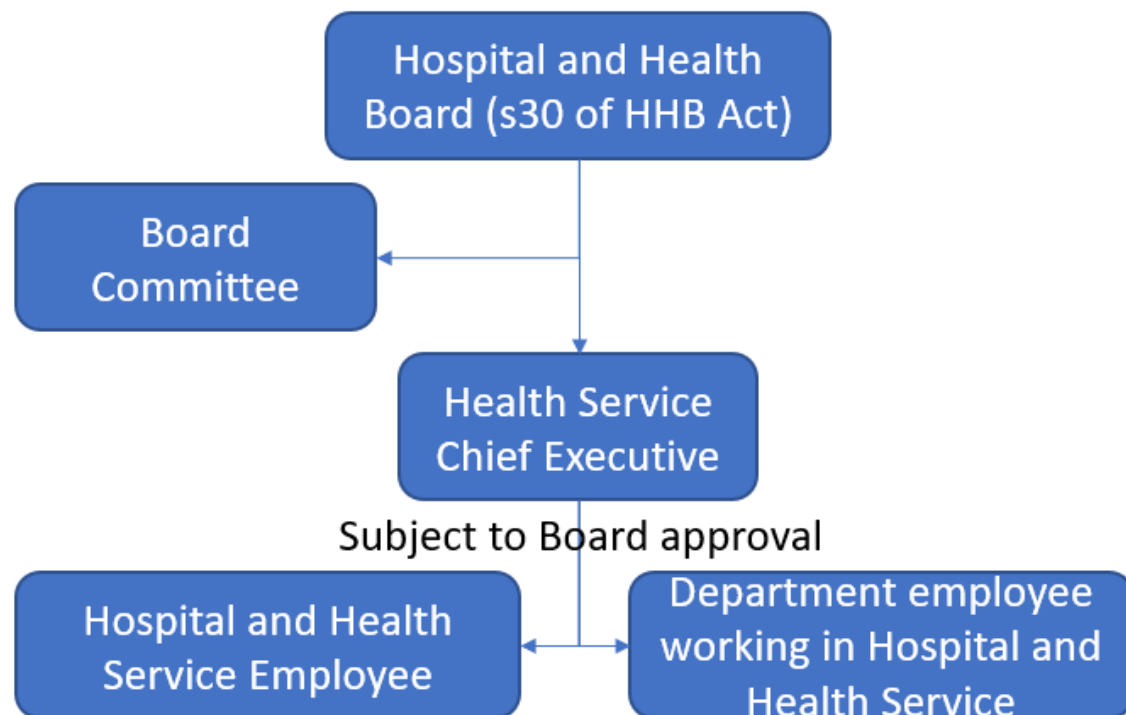 Hospital and Health
Board (s30 of HHB Act)
Board
Committee
Health Service
Chief Executive
Subject to Board approval
Hospital and Health
Service Employee
Department employee
working in Hospital and
Health Service